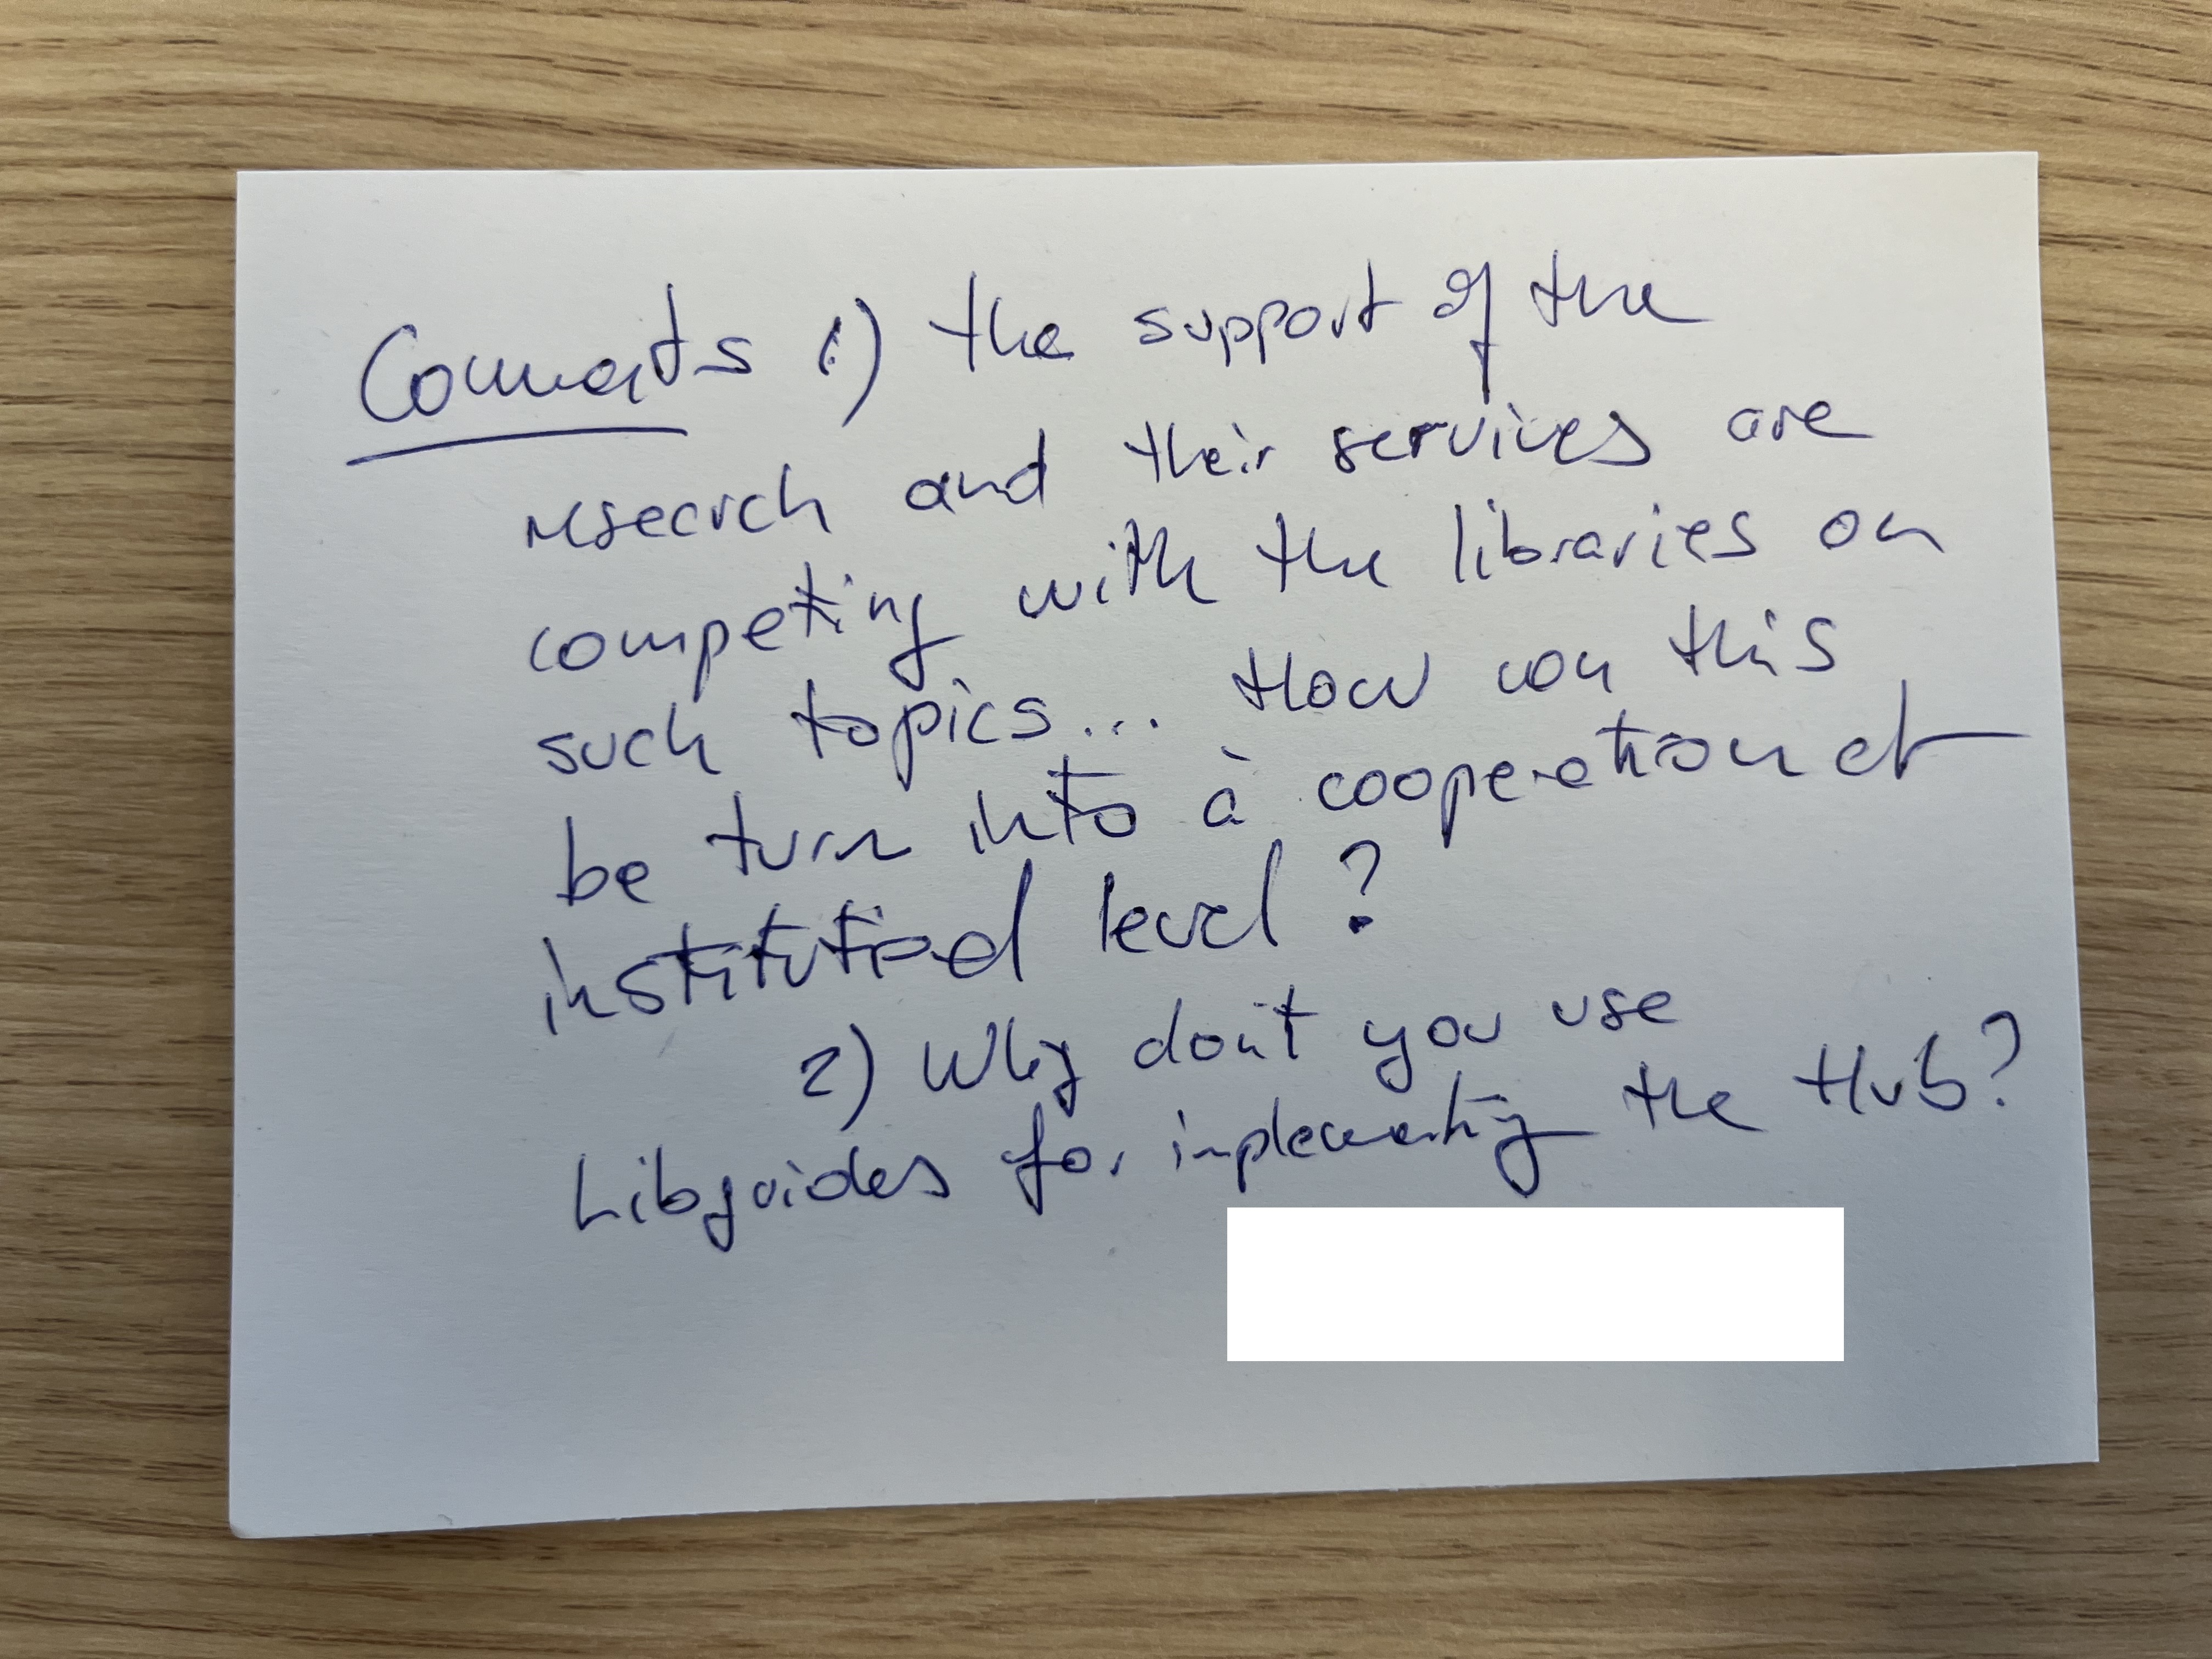 Comments 1) the support of the
research and their services are
competing with the libraries on
such topics... How can this
be turn into à cooperation at
institutional level?
2) Why don't you use
Libguides for implementing the Hub?